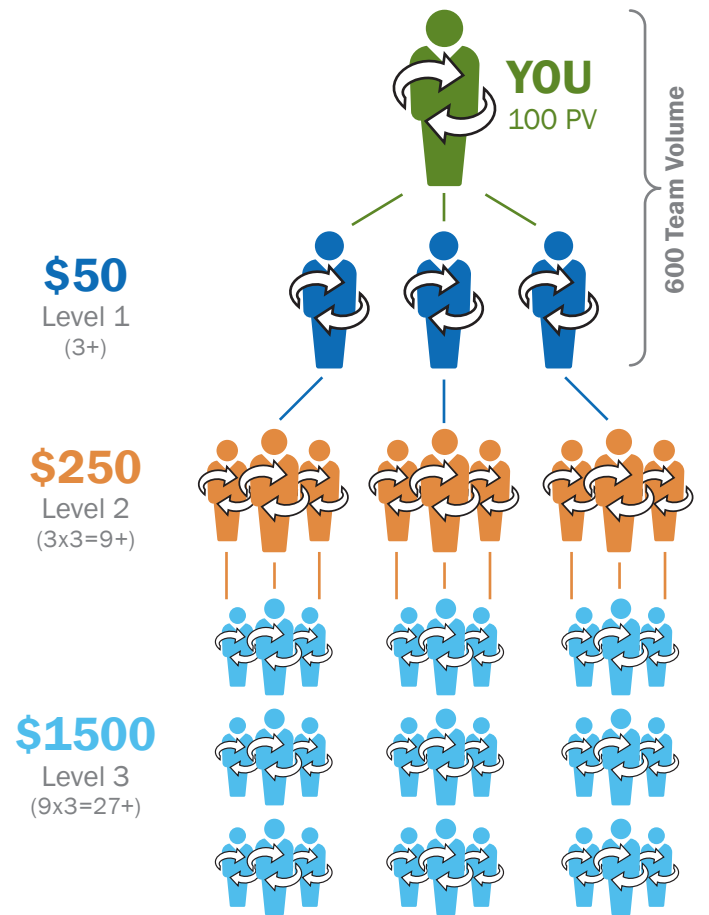 YOU
100 PV
600 Team Volume
$50
Level 1
(3+)
$250
Level 2
(3x3=9+)
$1500
Level 3
(9x3=27+)